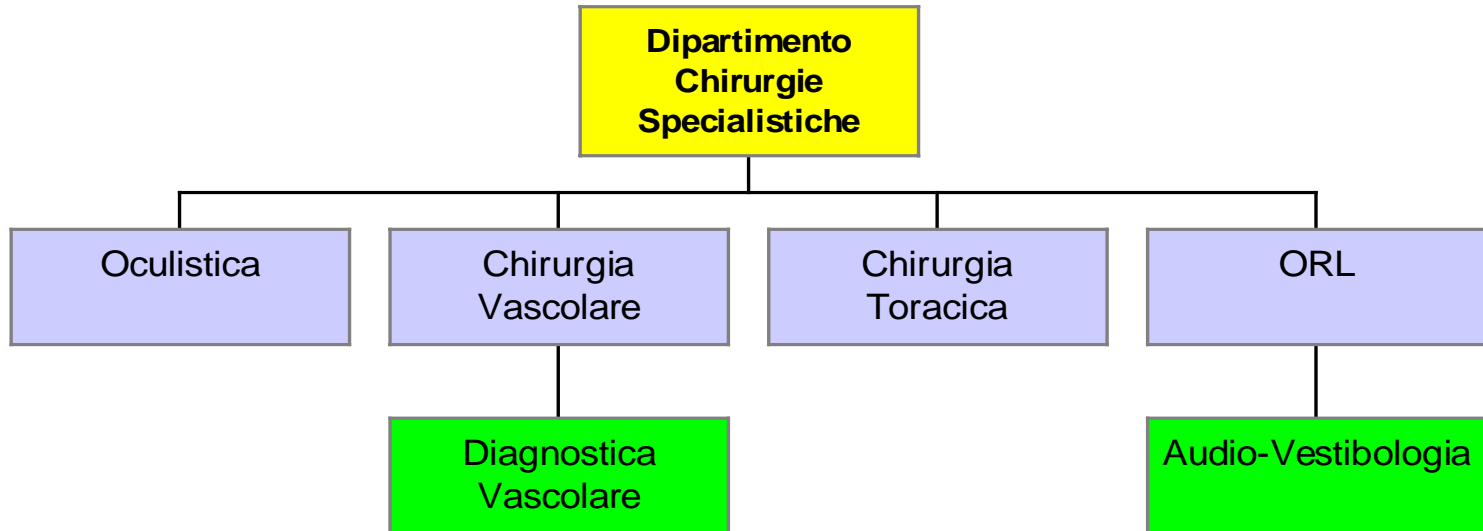 Dipartimento
Chirurgie
Specialistiche
Oculistica
Chirurgia
Vascolare
Chirurgia
Toracica
ORL
Diagnostica
Vascolare
Audio-Vestibologia